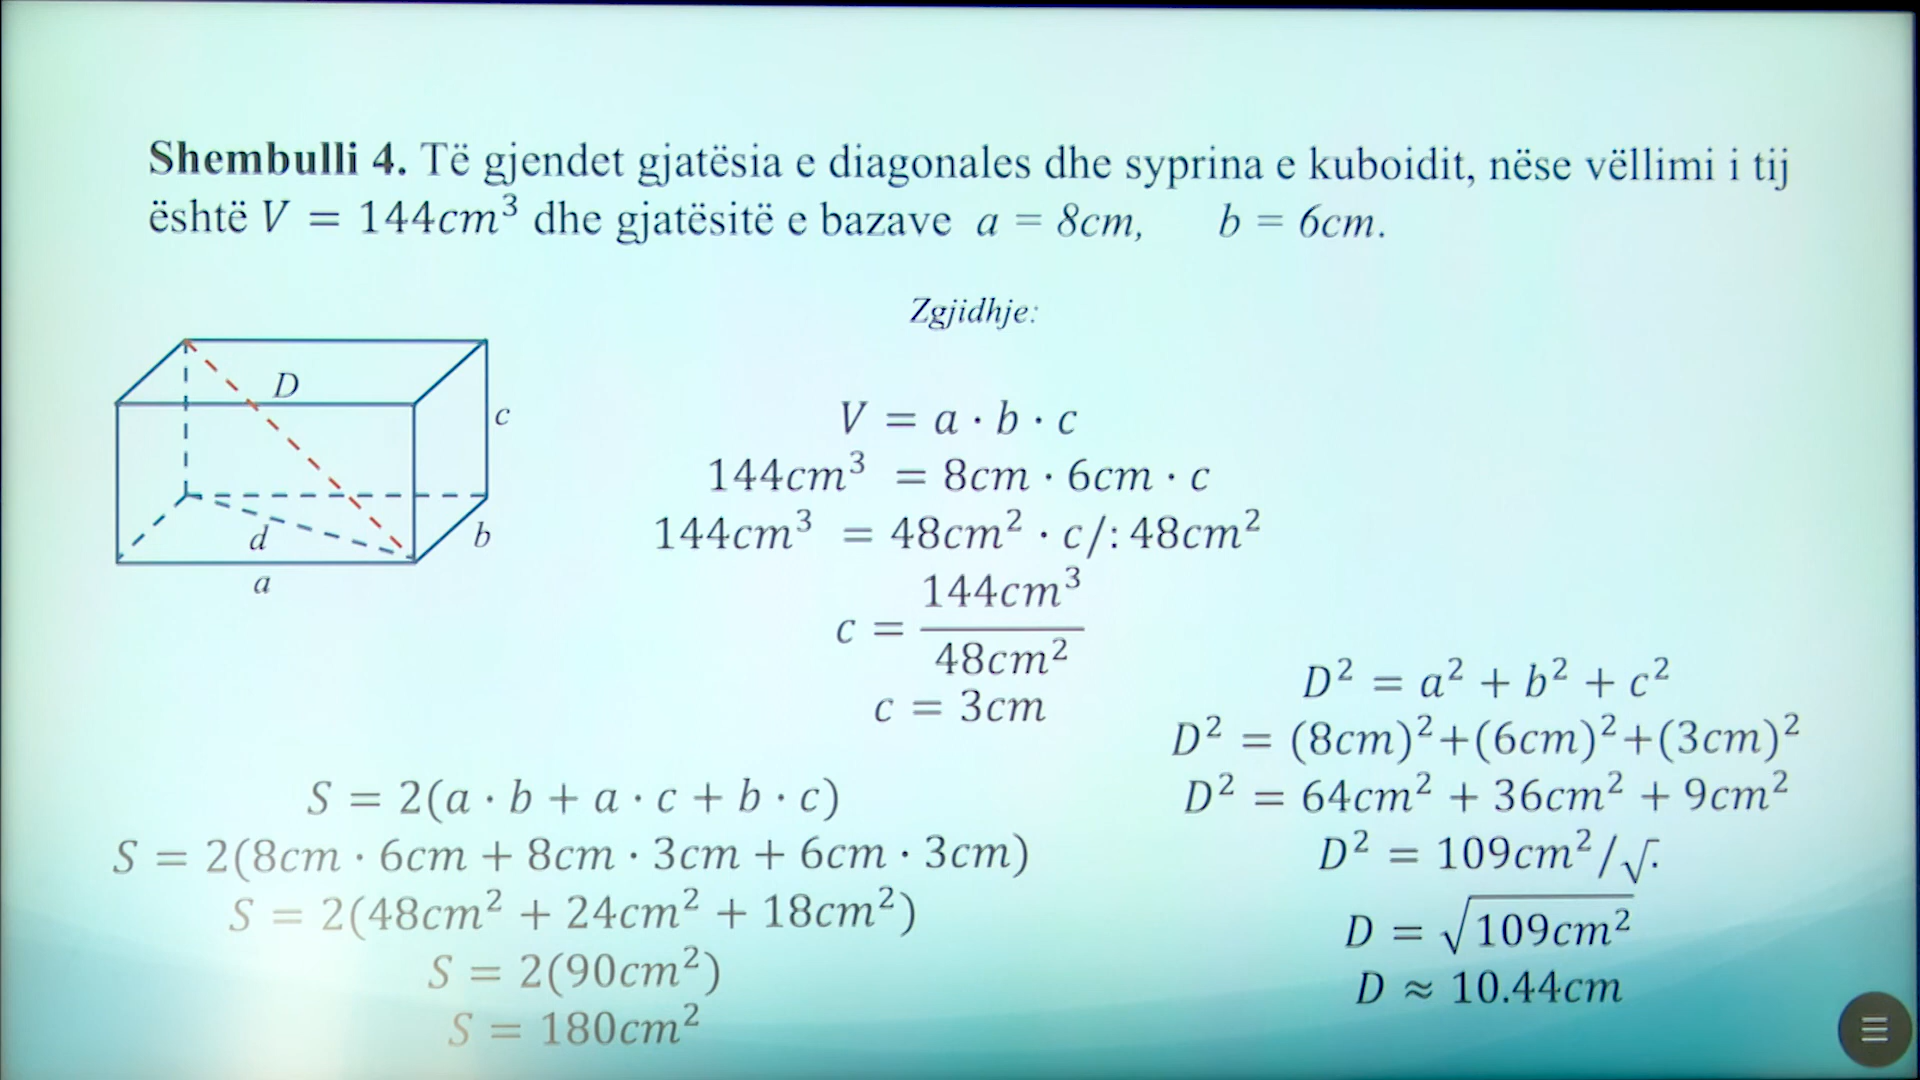 Shembulli 4. Të gjendet gjatësia e diagonales dhe syprina e kuboidit, nëse vëllimi i tij
është V = 144cm³ dhe gjatësitë e bazave a = 8cm, b = 6cm.
Zgjidhje:
D
c
d
b
a
V = a · b · c
144cm³ = 8cm · 6cm · c
144cm³ = 48cm² · c/: 48cm²
c = 144cm³ / 48cm²
c = 3cm
S = 2(a · b + a · c + b · c)
S = 2(8cm · 6cm + 8cm · 3cm + 6cm · 3cm)
S = 2(48cm² + 24cm² + 18cm²)
S = 2(90cm²)
S = 180cm²
D² = a² + b² + c²
D² = (8cm)²+(6cm)²+(3cm)²
D² = 64cm² + 36cm² + 9cm²
D² = 109cm²/√.
D = √109cm²
D ≈ 10.44cm